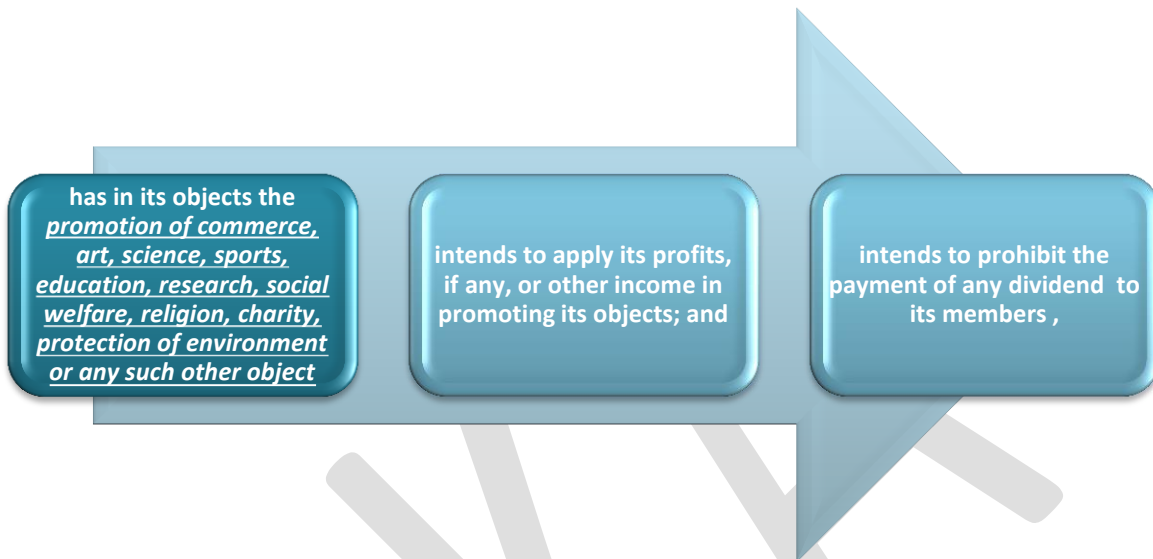 has in its objects the
promotion of commerce,
art, science, sports,
education, research, social
welfare, religion, charity,
protection of environment
or any such other object
intends to apply its profits,
if any, or other income in
promoting its objects; and
intends to prohibit the
payment of any dividend to
its members ,